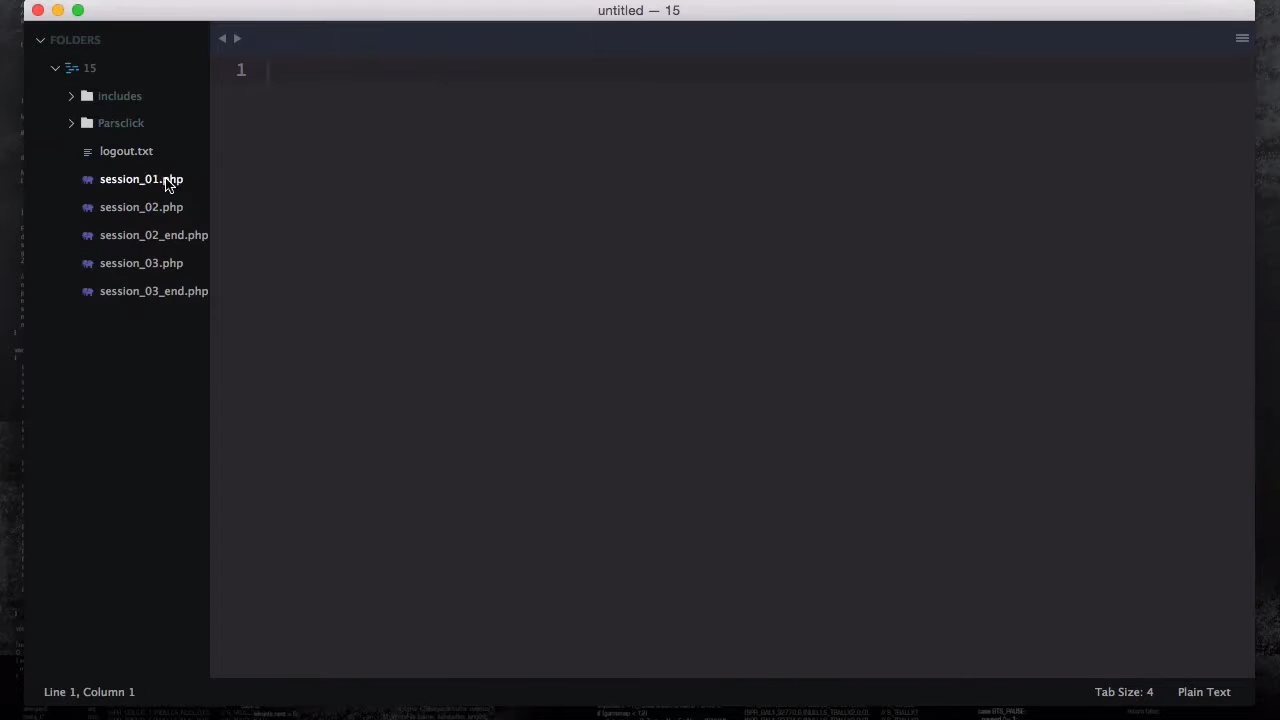 untitled — 15
FOLDERS
15
Includes
Parsclick
logout.txt
session_01.php
session_02.php
session_02_end.php
session_03.php
session_03_end.php
1
Line 1, Column 1
Tab Size: 4
Plain Text